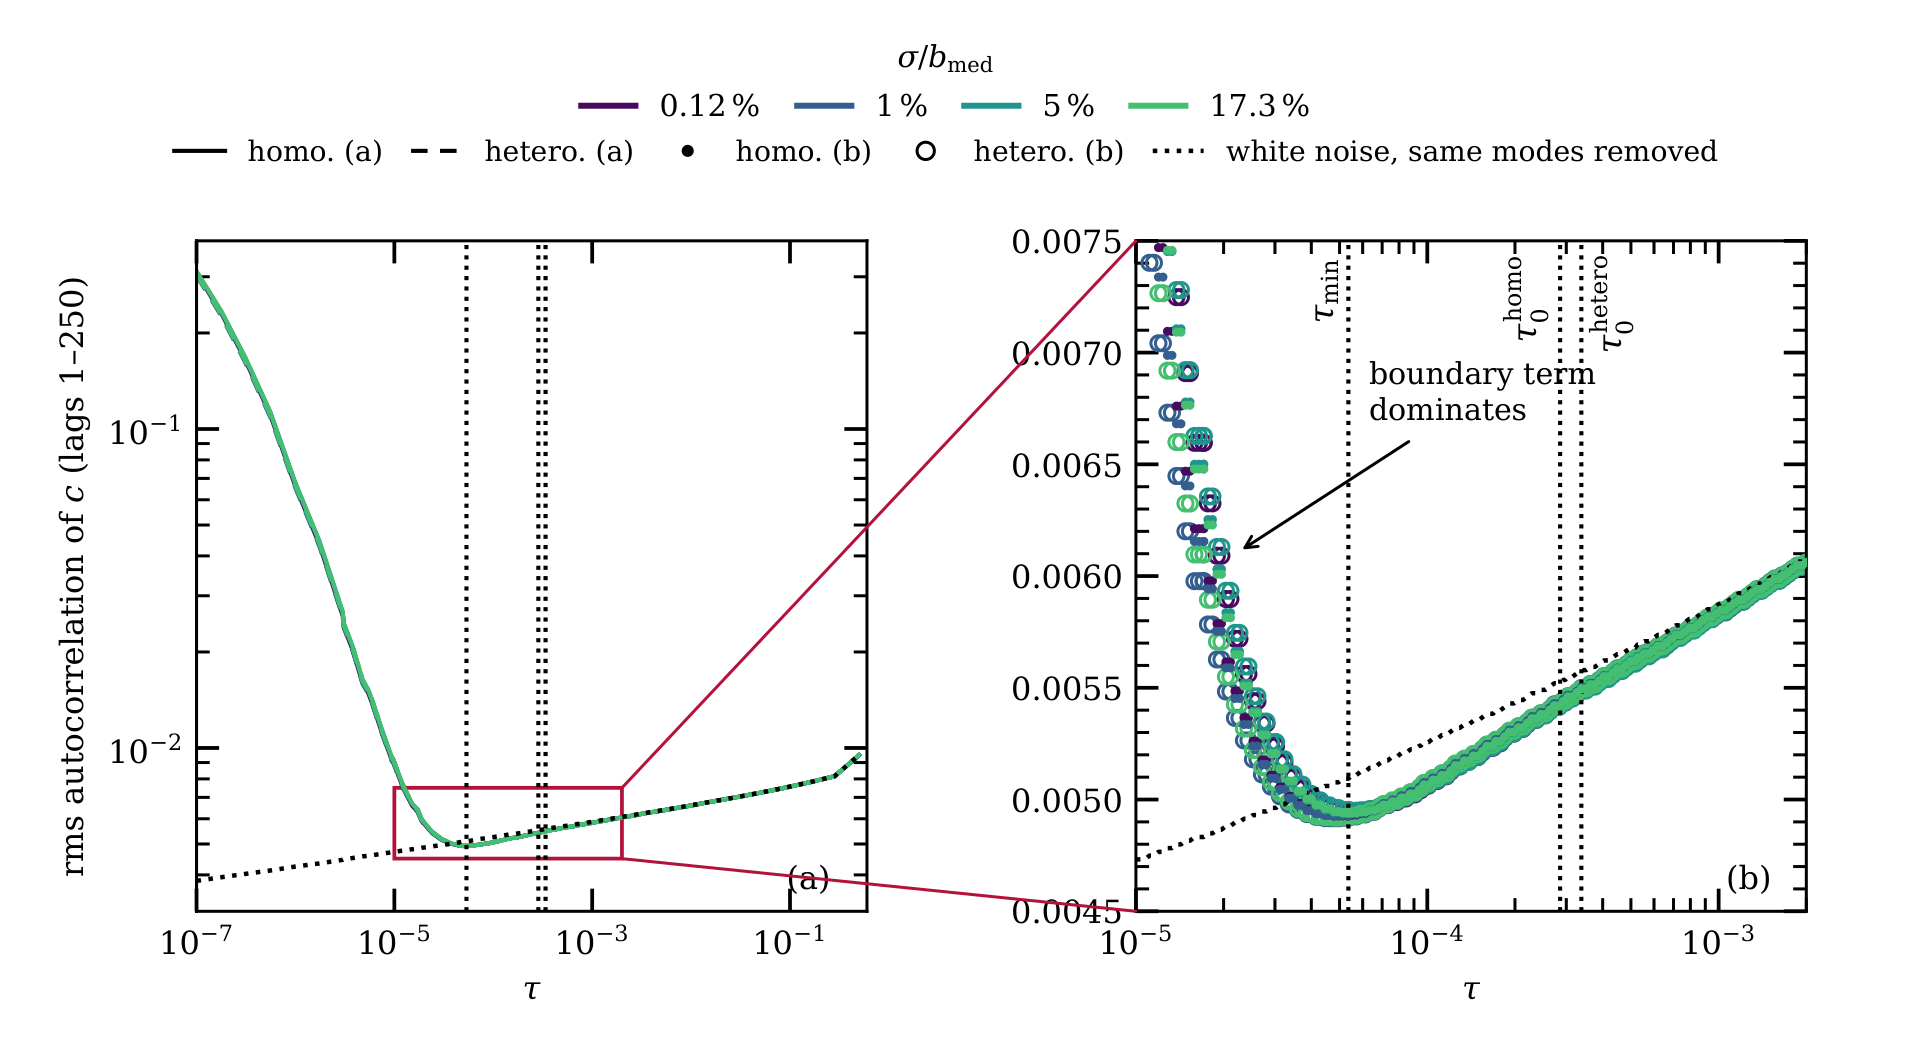 σ/b_med
0.12 % 1 % 5 % 17.3 %
homo. (a) hetero. (a) homo. (b) hetero. (b) white noise, same modes removed
rms autocorrelation of c (lags 1–250)
10⁻¹
10⁻²
10⁻⁷ 10⁻⁵ 10⁻³ 10⁻¹
τ
(a)
0.0075
0.0070
0.0065
0.0060
0.0055
0.0050
0.0045
τ_min
τ₀^homo
τ₀^hetero
boundary term
dominates
(b)
10⁻⁵ 10⁻⁴ 10⁻³
τ